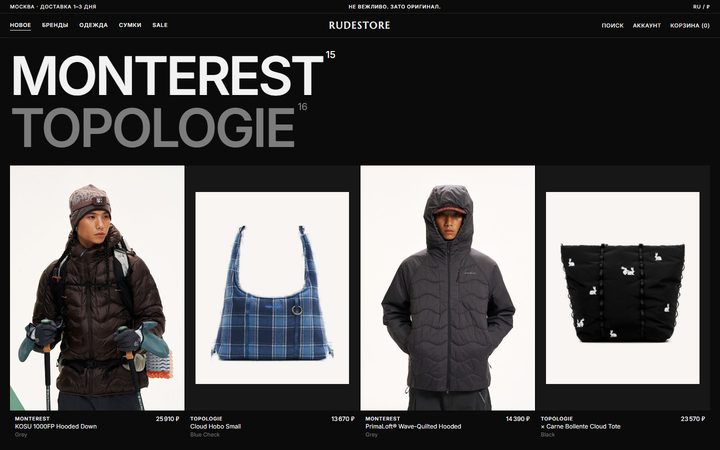 МОСКВА · ДОСТАВКА 1–3 ДНЯ
НЕ ВЕЖЛИВО. ЗАТО ОРИГИНАЛ.
RU / ₽
НОВОЕ БРЕНДЫ ОДЕЖДА СУМКИ SALE
RUDESTORE
ПОИСК АККАУНТ КОРЗИНА (0)
MONTEREST 15
TOPOLOGIE 16
MONTEREST 25 910 ₽
KOSU 1000FP Hooded Down
Grey
TOPOLOGIE 13 670 ₽
Cloud Hobo Small
Blue Check
MONTEREST 14 390 ₽
PrimaLoft® Wave-Quilted Hooded
Grey
TOPOLOGIE 23 570 ₽
× Carne Bollente Cloud Tote
Black